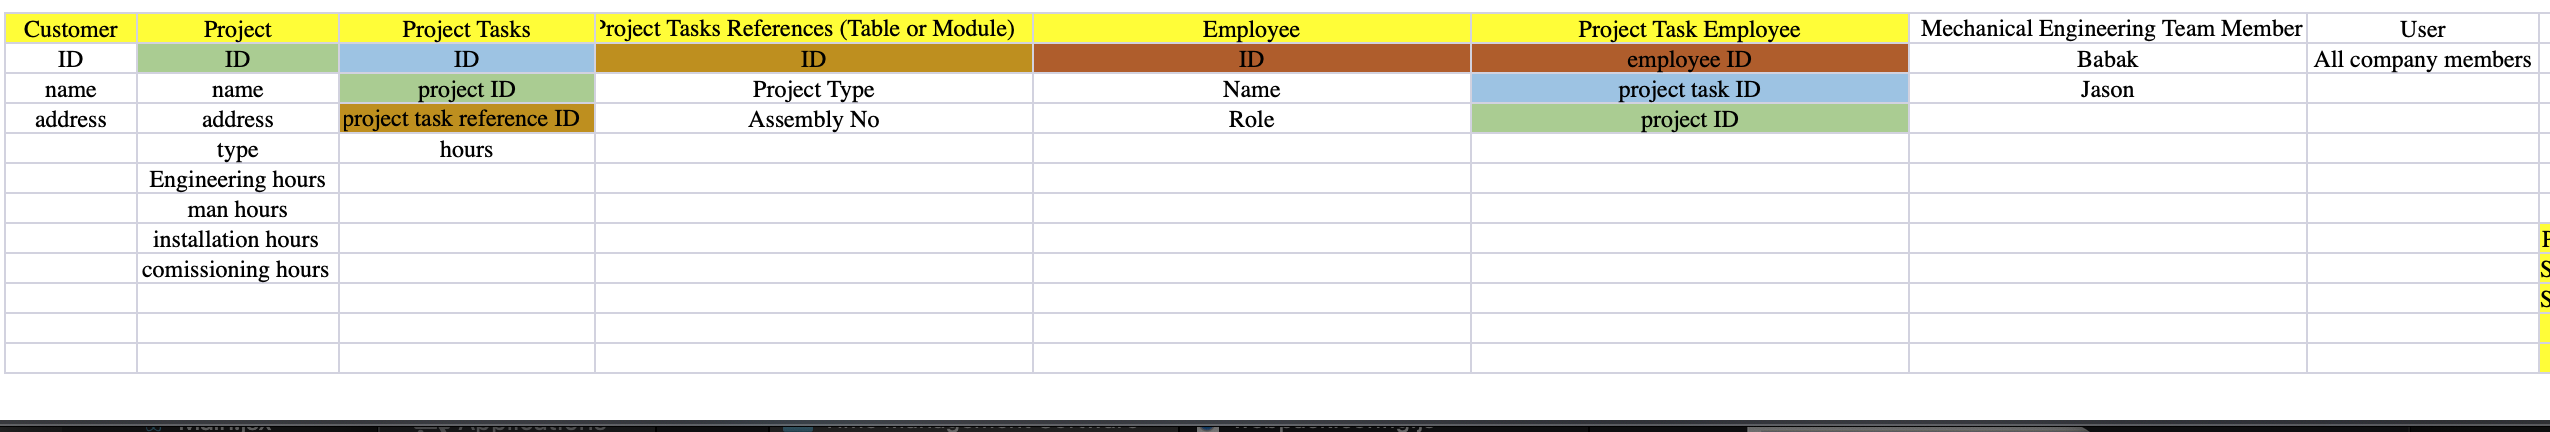 Customer Project Project Tasks Project Tasks References (Table or Module) Employee Project Task Employee Mechanical Engineering Team Member User
ID ID ID ID ID employee ID Babak All company members
name name project ID Project Type Name project task ID Jason
address address project task reference ID Assembly No Role project ID
type hours
Engineering hours
man hours
installation hours
comissioning hours